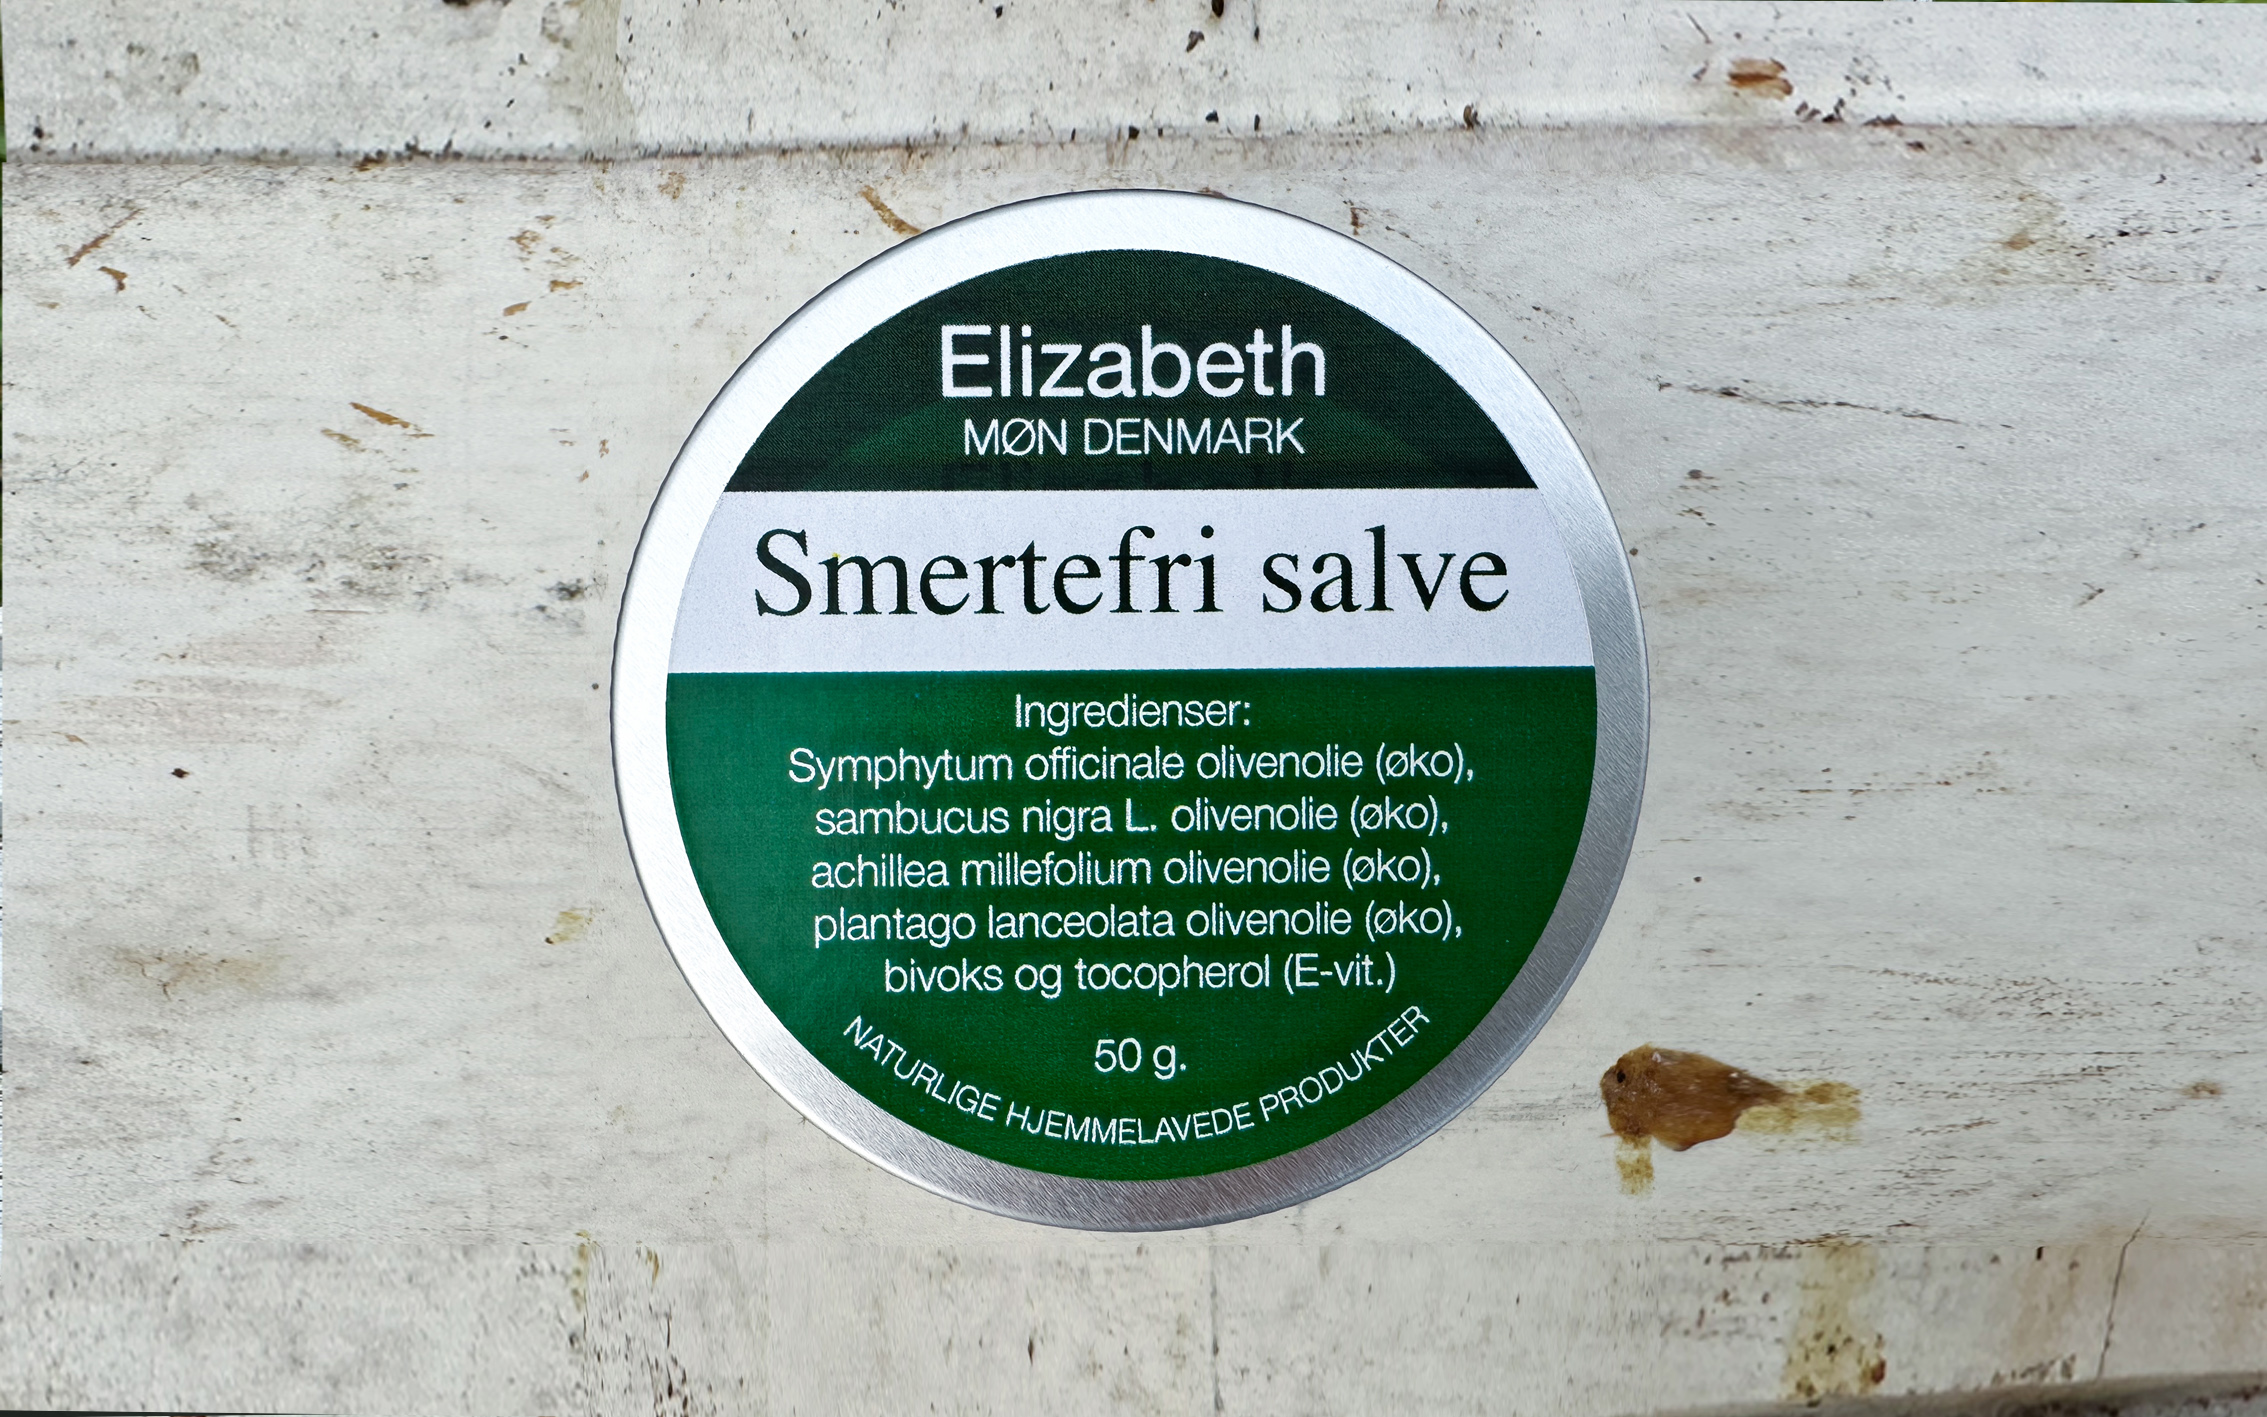 Elizabeth
MØN DENMARK
Smertefri salve
Ingredienser:
Symphytum officinale olivenolie (øko),
sambucus nigra L. olivenolie (øko),
achillea millefolium olivenolie (øko),
plantago lanceolata olivenolie (øko),
bivoks og tocopherol (E-vit.)
50 g.
NATURLIGE HJEMMELAVEDE PRODUKTER